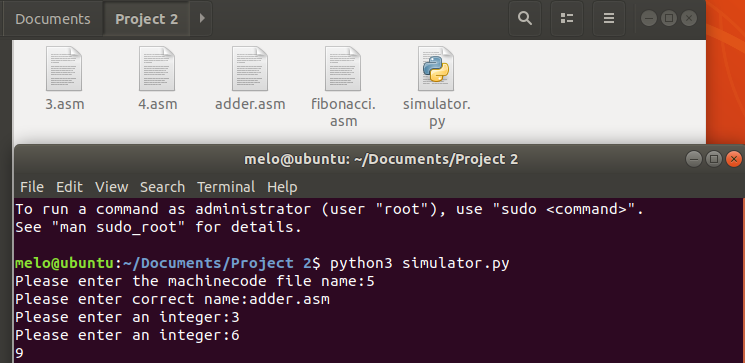 Documents Project 2
3.asm 4.asm adder.asm fibonacci. simulator.
asm py
melo@ubuntu: ~/Documents/Project 2
File Edit View Search Terminal Help
To run a command as administrator (user "root"), use "sudo <command>".
See "man sudo_root" for details.
melo@ubuntu:~/Documents/Project 2$ python3 simulator.py
Please enter the machinecode file name:5
Please enter correct name:adder.asm
Please enter an integer:3
Please enter an integer:6
9